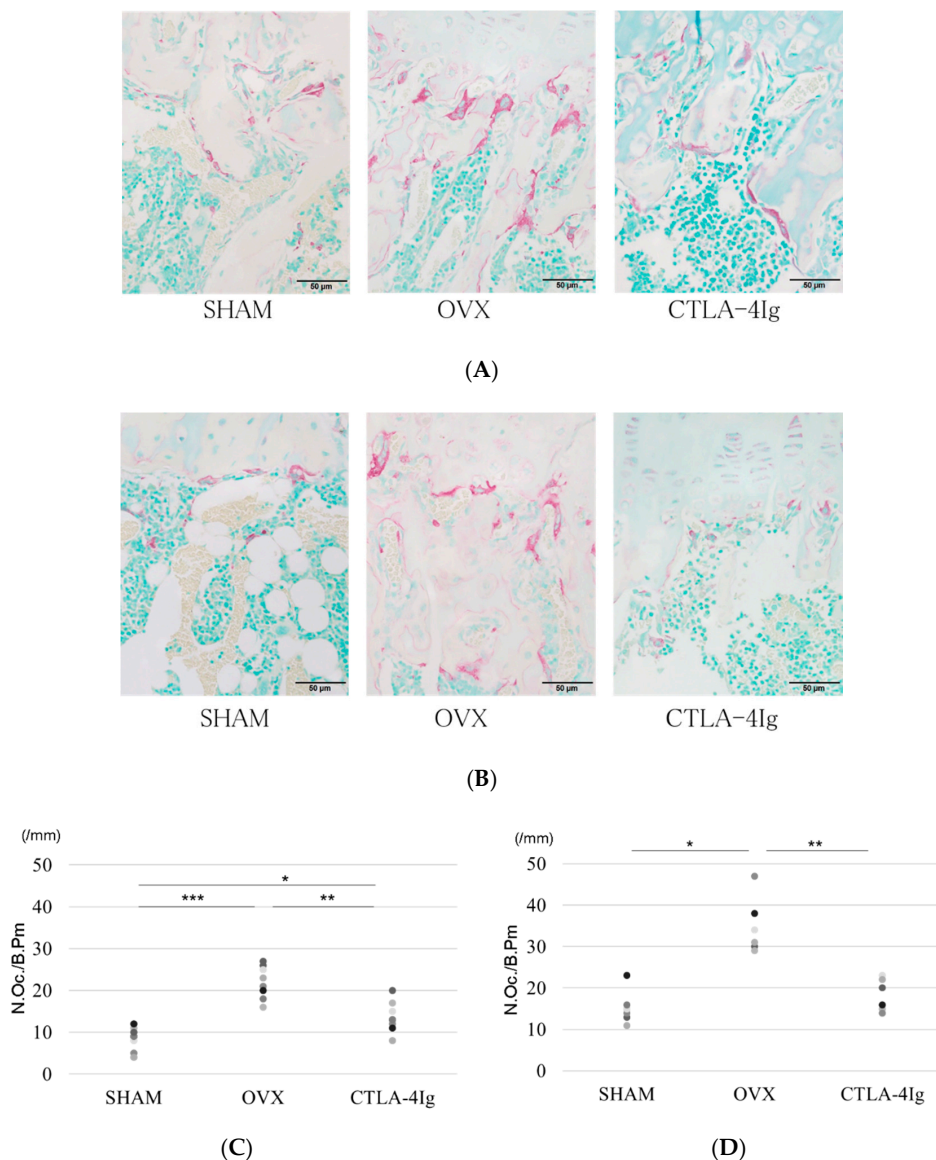 50 µm 50 µm 50 µm
SHAM OVX CTLA-4Ig
(A)
50 µm 50 µm 50 µm
SHAM OVX CTLA-4Ig
(B)
(/mm)
N.Oc./B.Pm
50
40
30
20
10
0
*
*** **
SHAM OVX CTLA-4Ig
(C)
(/mm)
N.Oc./B.Pm
50
40
30
20
10
0
* **
SHAM OVX CTLA-4Ig
(D)